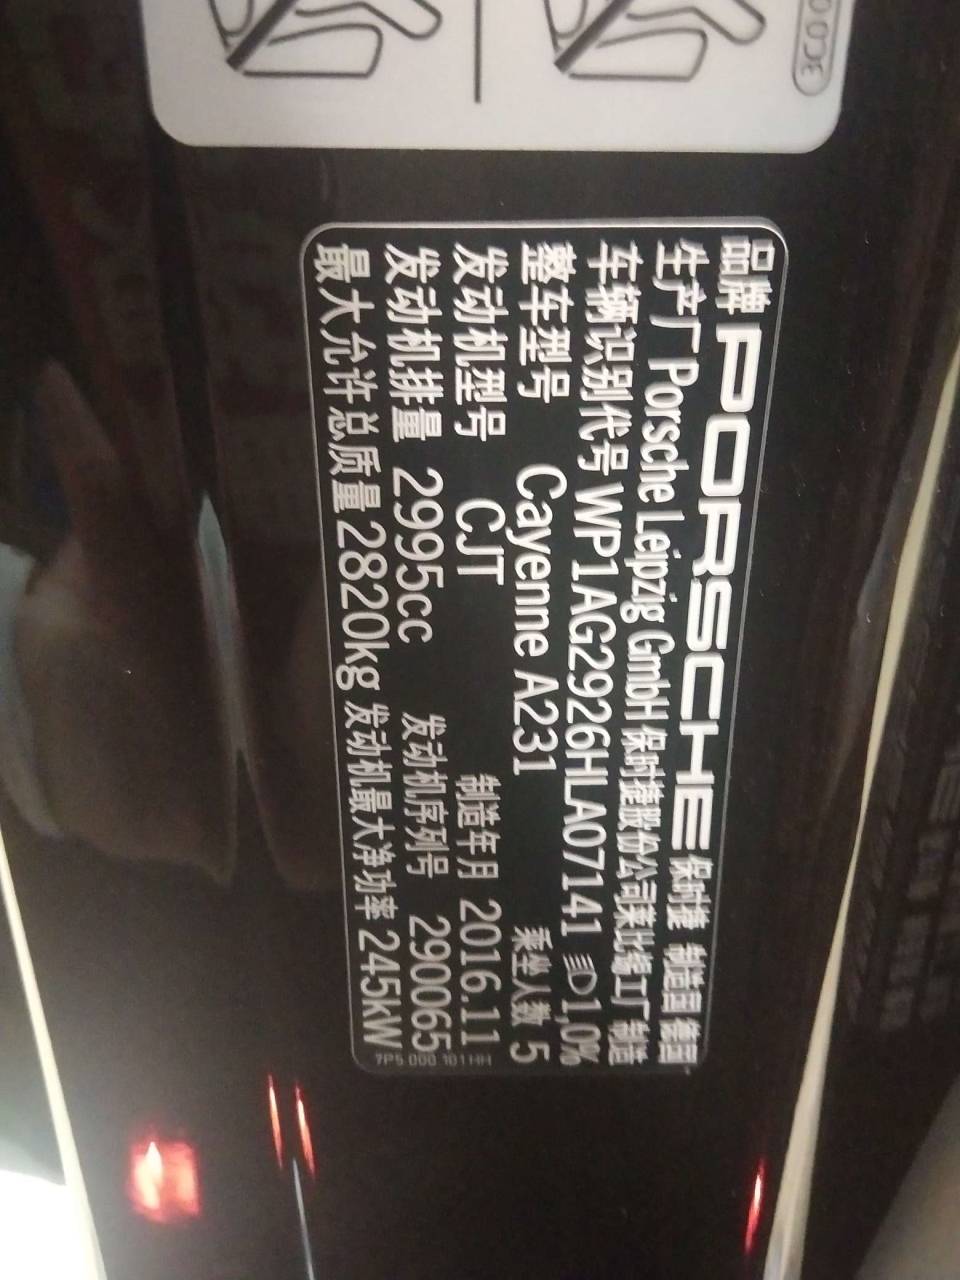 3C0.0
品牌 PORSCHE 保时捷 制造国 德国
生产厂 Porsche Leipzig GmbH 保时捷股份公司莱比锡工厂 制造
车辆识别代号 WP1AG2926HLA07141 1,0%
整车型号 Cayenne A231 乘坐人数 5
发动机型号 CJT 制造年月 2016.11
发动机排量 2995cc 发动机序列号 290065
最大允许总质量 2820kg 发动机最大净功率 245kW
7P5.000.101HH